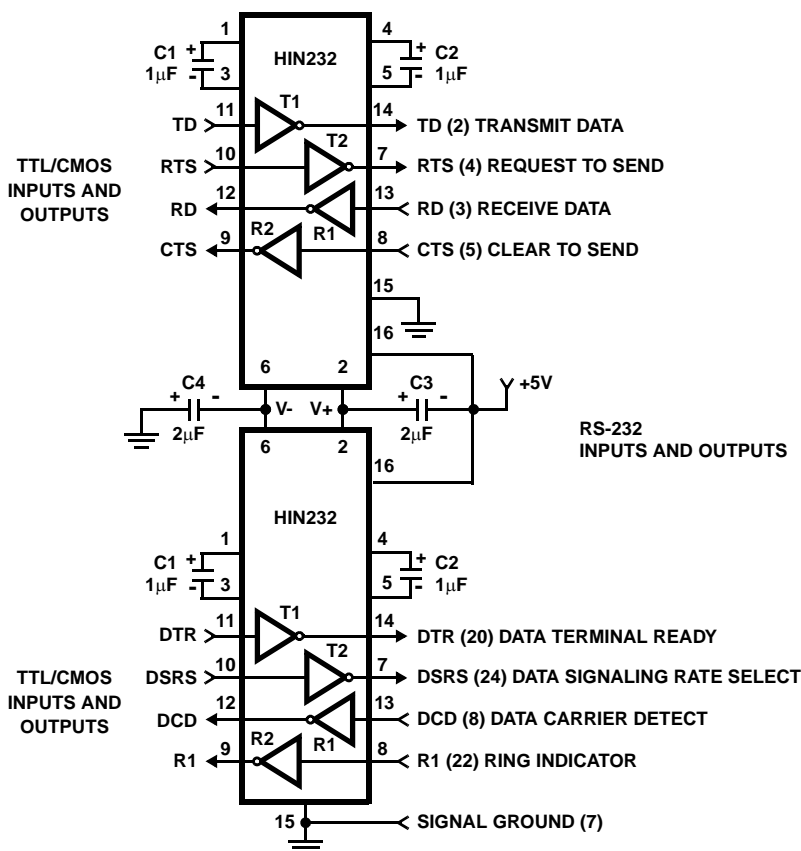 1 4
C1 + HIN232 + C2
1µF - 3 5 - 1µF
11 T1 14
TD TD (2) TRANSMIT DATA
10 T2 7
TTL/CMOS
INPUTS AND
OUTPUTS
RTS RTS (4) REQUEST TO SEND
12 13
RD RD (3) RECEIVE DATA
9 R2 R1 8
CTS CTS (5) CLEAR TO SEND
15
16
6 2
C4 C3 +5V
+ - V- V+ + -
2µF 2µF
RS-232
INPUTS AND OUTPUTS
6 2
16
HIN232
1 4
C1 + + C2
1µF - 3 5 - 1µF
11 T1 14
DTR DTR (20) DATA TERMINAL READY
10 T2 7
TTL/CMOS
INPUTS AND
OUTPUTS
DSRS DSRS (24) DATA SIGNALING RATE SELECT
12 13
DCD DCD (8) DATA CARRIER DETECT
9 R2 R1 8
R1 R1 (22) RING INDICATOR
15 SIGNAL GROUND (7)